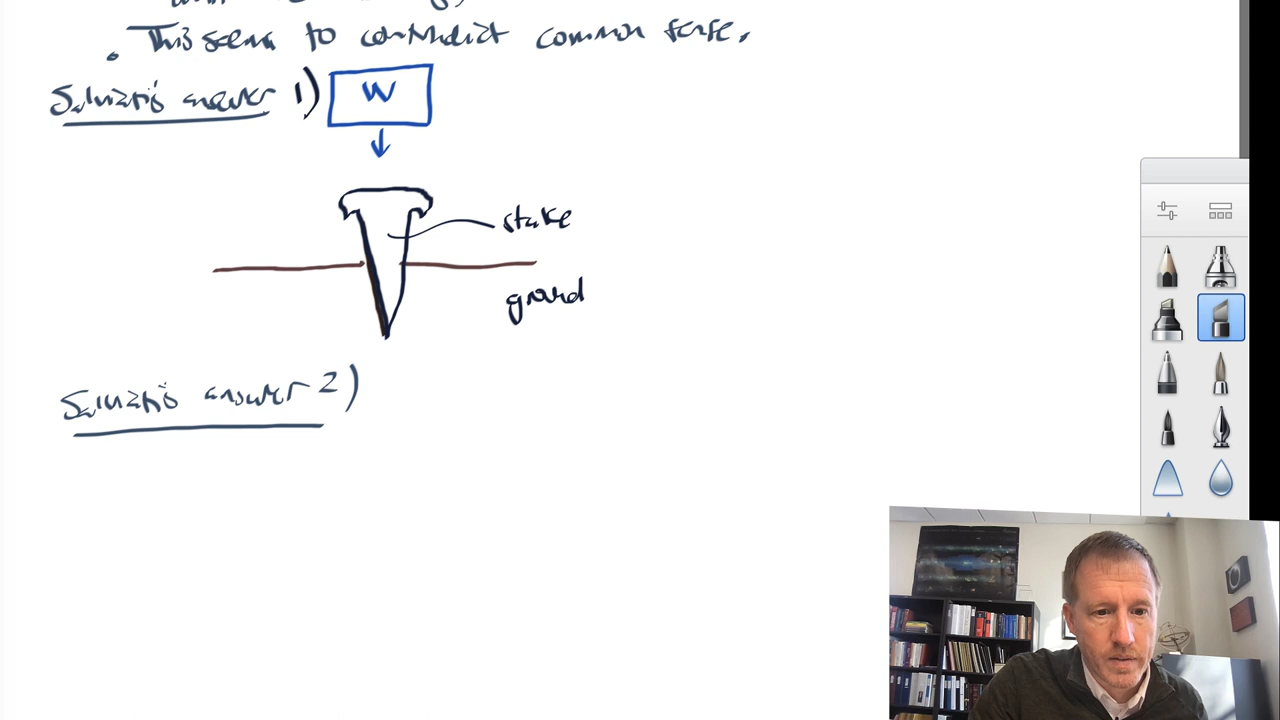 . This seems to contradict common sense.
Salviati's answer 1) W
stake
ground
Salviati's answer 2)